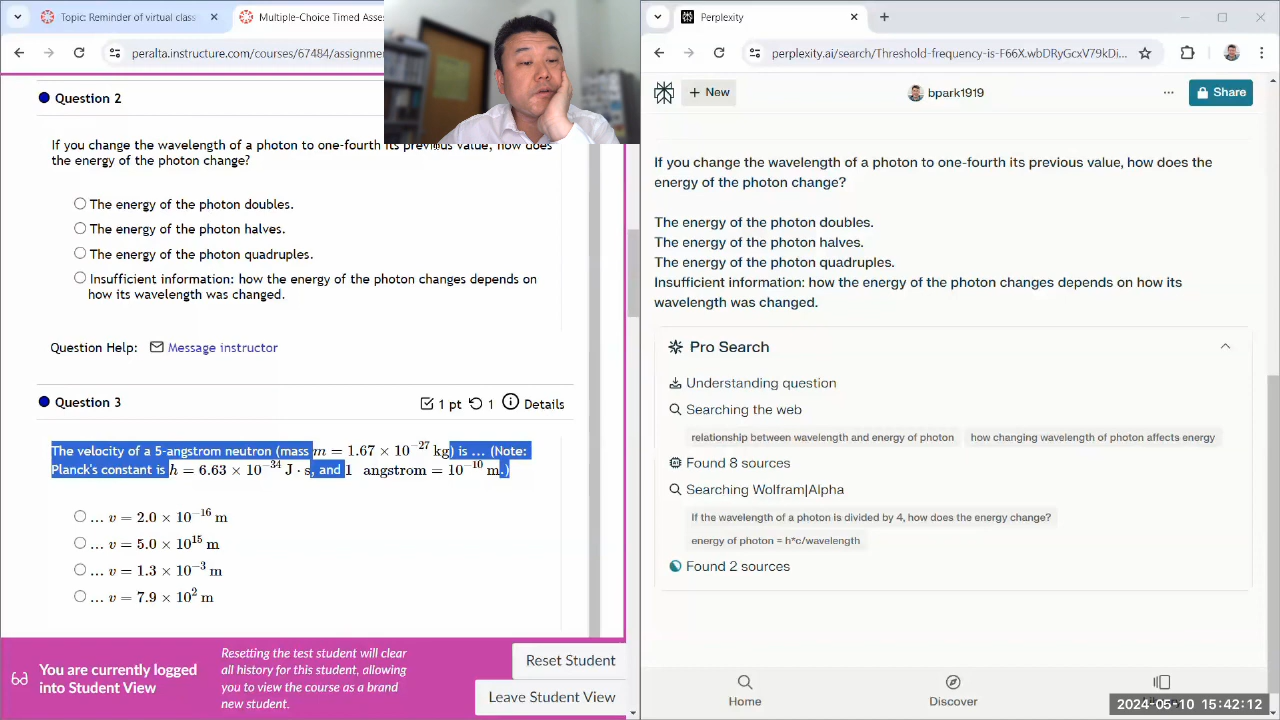 Topic: Reminder of virtual class
Multiple-Choice Timed Asse
peralta.instructure.com/courses/67484/assignme
Question 2
If you change the wavelength of a photon to one-fourth its previous value, how does
the energy of the photon change?
The energy of the photon doubles.
The energy of the photon halves.
The energy of the photon quadruples.
Insufficient information: how the energy of the photon changes depends on
how its wavelength was changed.
Question Help: Message instructor
Question 3
1 pt 1 Details
The velocity of a 5-angstrom neutron (mass m = 1.67 × 10⁻²⁷ kg) is ... (Note:
Planck's constant is h = 6.63 × 10⁻³⁴ J · s, and 1 angstrom = 10⁻¹⁰ m.)
... v = 2.0 × 10⁻¹⁶ m
... v = 5.0 × 10¹⁵ m
... v = 1.3 × 10⁻³ m
... v = 7.9 × 10² m
You are currently logged
into Student View
Resetting the test student will clear
all history for this student, allowing
you to view the course as a brand
new student.
Reset Student
Leave Student View
Perplexity
perplexity.ai/search/Threshold-frequency-is-F66X.wbDRyGcxV79kDi...
New
bpark1919
Share
If you change the wavelength of a photon to one-fourth its previous value, how does the
energy of the photon change?
The energy of the photon doubles.
The energy of the photon halves.
The energy of the photon quadruples.
Insufficient information: how the energy of the photon changes depends on how its
wavelength was changed.
Pro Search
Understanding question
Searching the web
relationship between wavelength and energy of photon
how changing wavelength of photon affects energy
Found 8 sources
Searching Wolfram|Alpha
If the wavelength of a photon is divided by 4, how does the energy change?
energy of photon = h*c/wavelength
Found 2 sources
Home
Discover
2024-05-10 15:42:12